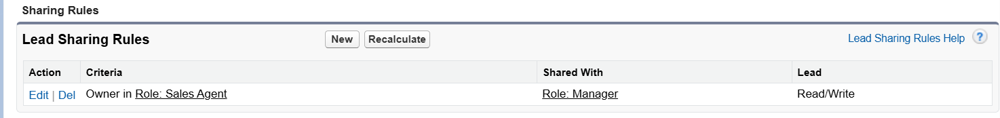 Sharing Rules
Lead Sharing Rules New Recalculate Lead Sharing Rules Help ?
Action Criteria Shared With Lead
Edit | Del Owner in Role: Sales Agent Role: Manager Read/Write